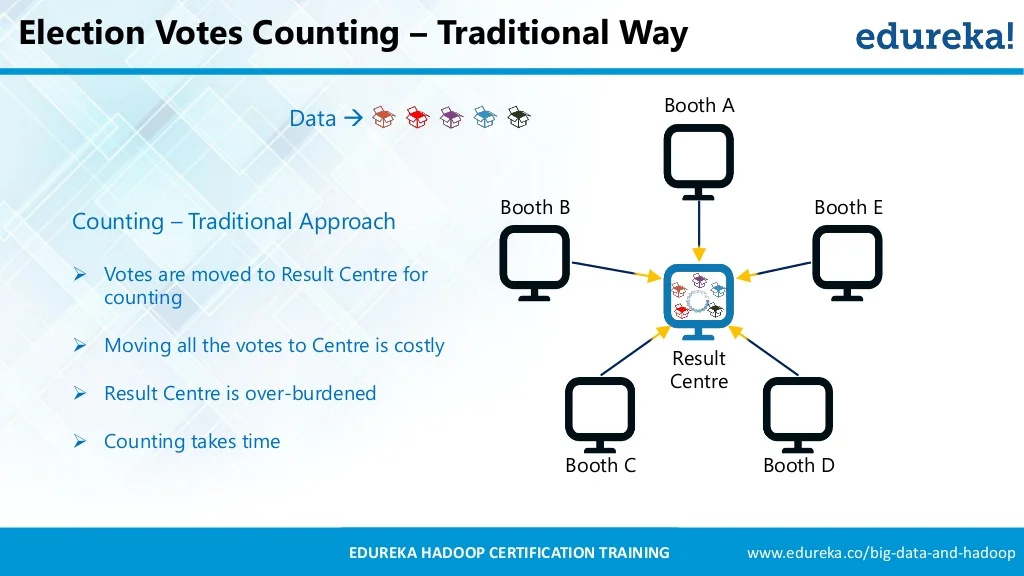 Election Votes Counting – Traditional Way
edureka!
Data →
Booth A
Booth B
Booth E
Counting – Traditional Approach
➢ Votes are moved to Result Centre for
counting
➢ Moving all the votes to Centre is costly
➢ Result Centre is over-burdened
➢ Counting takes time
Result
Centre
Booth C
Booth D
EDUREKA HADOOP CERTIFICATION TRAINING
www.edureka.co/big-data-and-hadoop